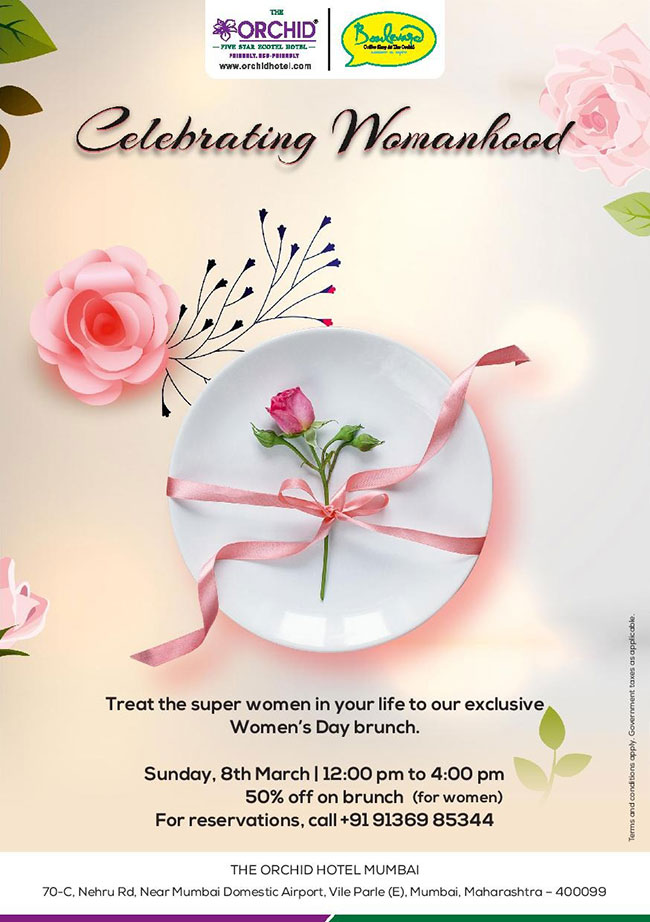 THE
ORCHID
FIVE STAR ECOTEL HOTEL
FRIENDLY. ECO-FRIENDLY
www.orchidhotel.com
Boulevard
Coffee Shop At The Orchid
Celebrating Womanhood
Treat the super women in your life to our exclusive
Women's Day brunch.
Sunday, 8th March | 12:00 pm to 4:00 pm
50% off on brunch (for women)
For reservations, call +91 91369 85344
Terms and conditions apply. Government taxes as applicable.
THE ORCHID HOTEL MUMBAI
70-C, Nehru Rd, Near Mumbai Domestic Airport, Vile Parle (E), Mumbai, Maharashtra – 400099